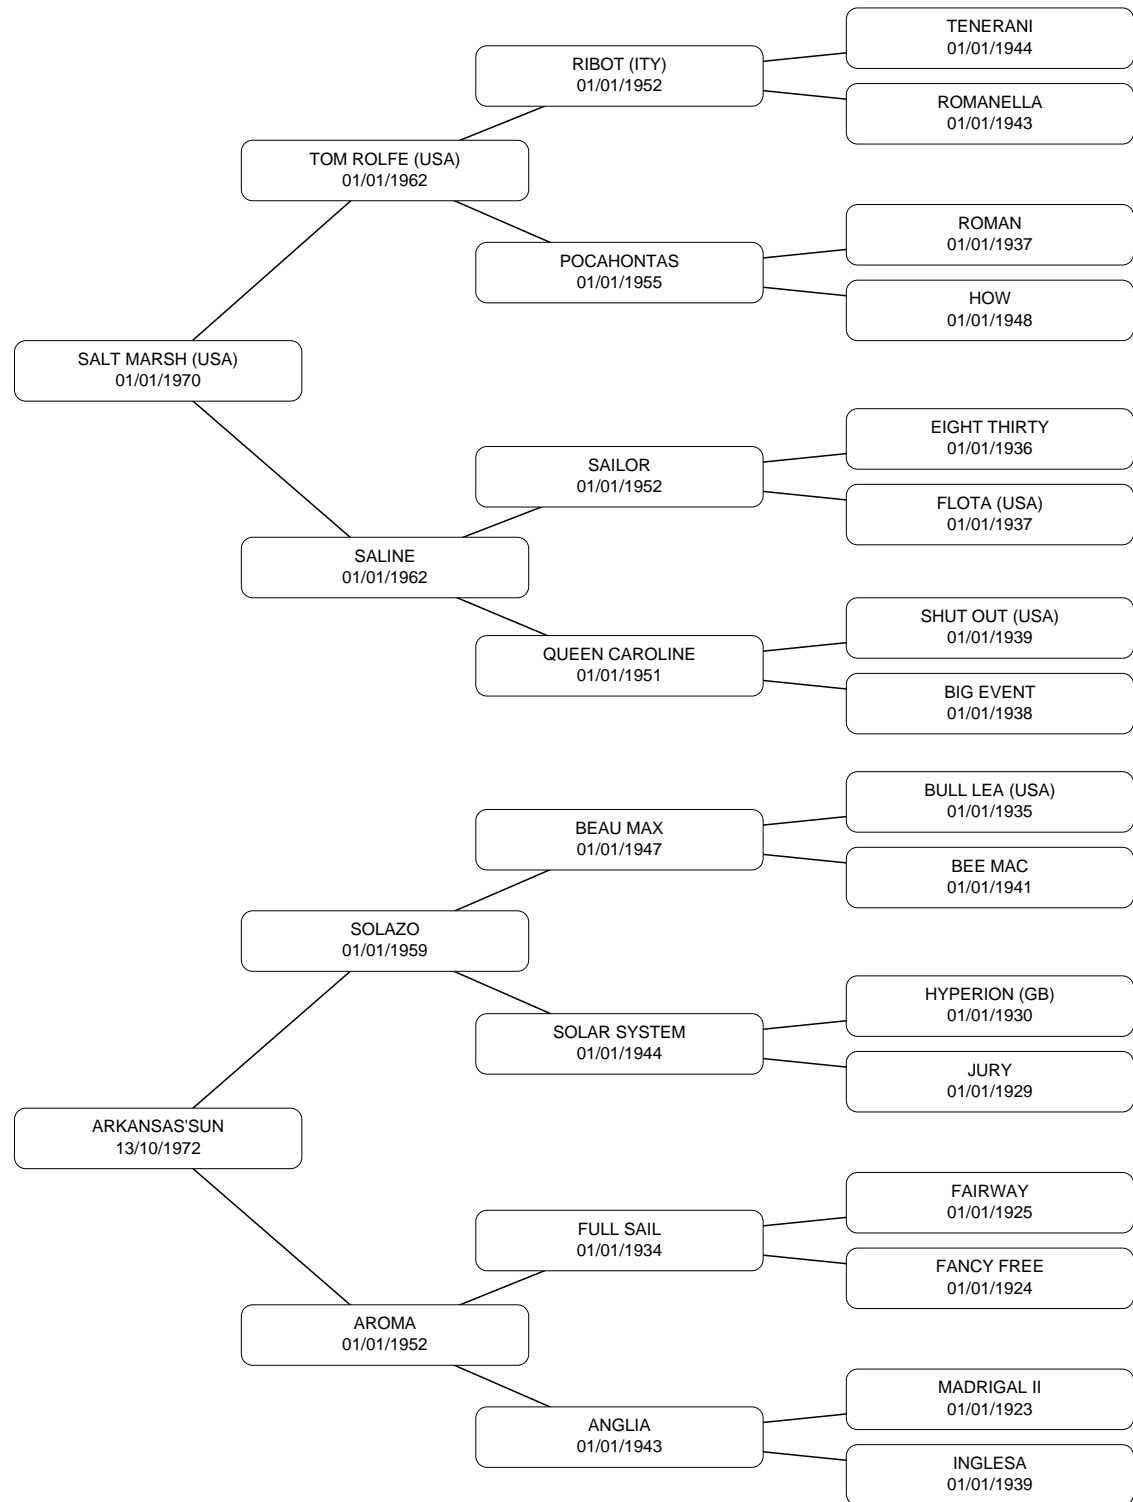 TENERANI
01/01/1944
RIBOT (ITY)
01/01/1952
ROMANELLA
01/01/1943
TOM ROLFE (USA)
01/01/1962
ROMAN
01/01/1937
POCAHONTAS
01/01/1955
HOW
01/01/1948
SALT MARSH (USA)
01/01/1970
EIGHT THIRTY
01/01/1936
SAILOR
01/01/1952
FLOTA (USA)
01/01/1937
SALINE
01/01/1962
SHUT OUT (USA)
01/01/1939
QUEEN CAROLINE
01/01/1951
BIG EVENT
01/01/1938
BULL LEA (USA)
01/01/1935
BEAU MAX
01/01/1947
BEE MAC
01/01/1941
SOLAZO
01/01/1959
HYPERION (GB)
01/01/1930
SOLAR SYSTEM
01/01/1944
JURY
01/01/1929
ARKANSAS'SUN
13/10/1972
FAIRWAY
01/01/1925
FULL SAIL
01/01/1934
FANCY FREE
01/01/1924
AROMA
01/01/1952
MADRIGAL II
01/01/1923
ANGLIA
01/01/1943
INGLESA
01/01/1939